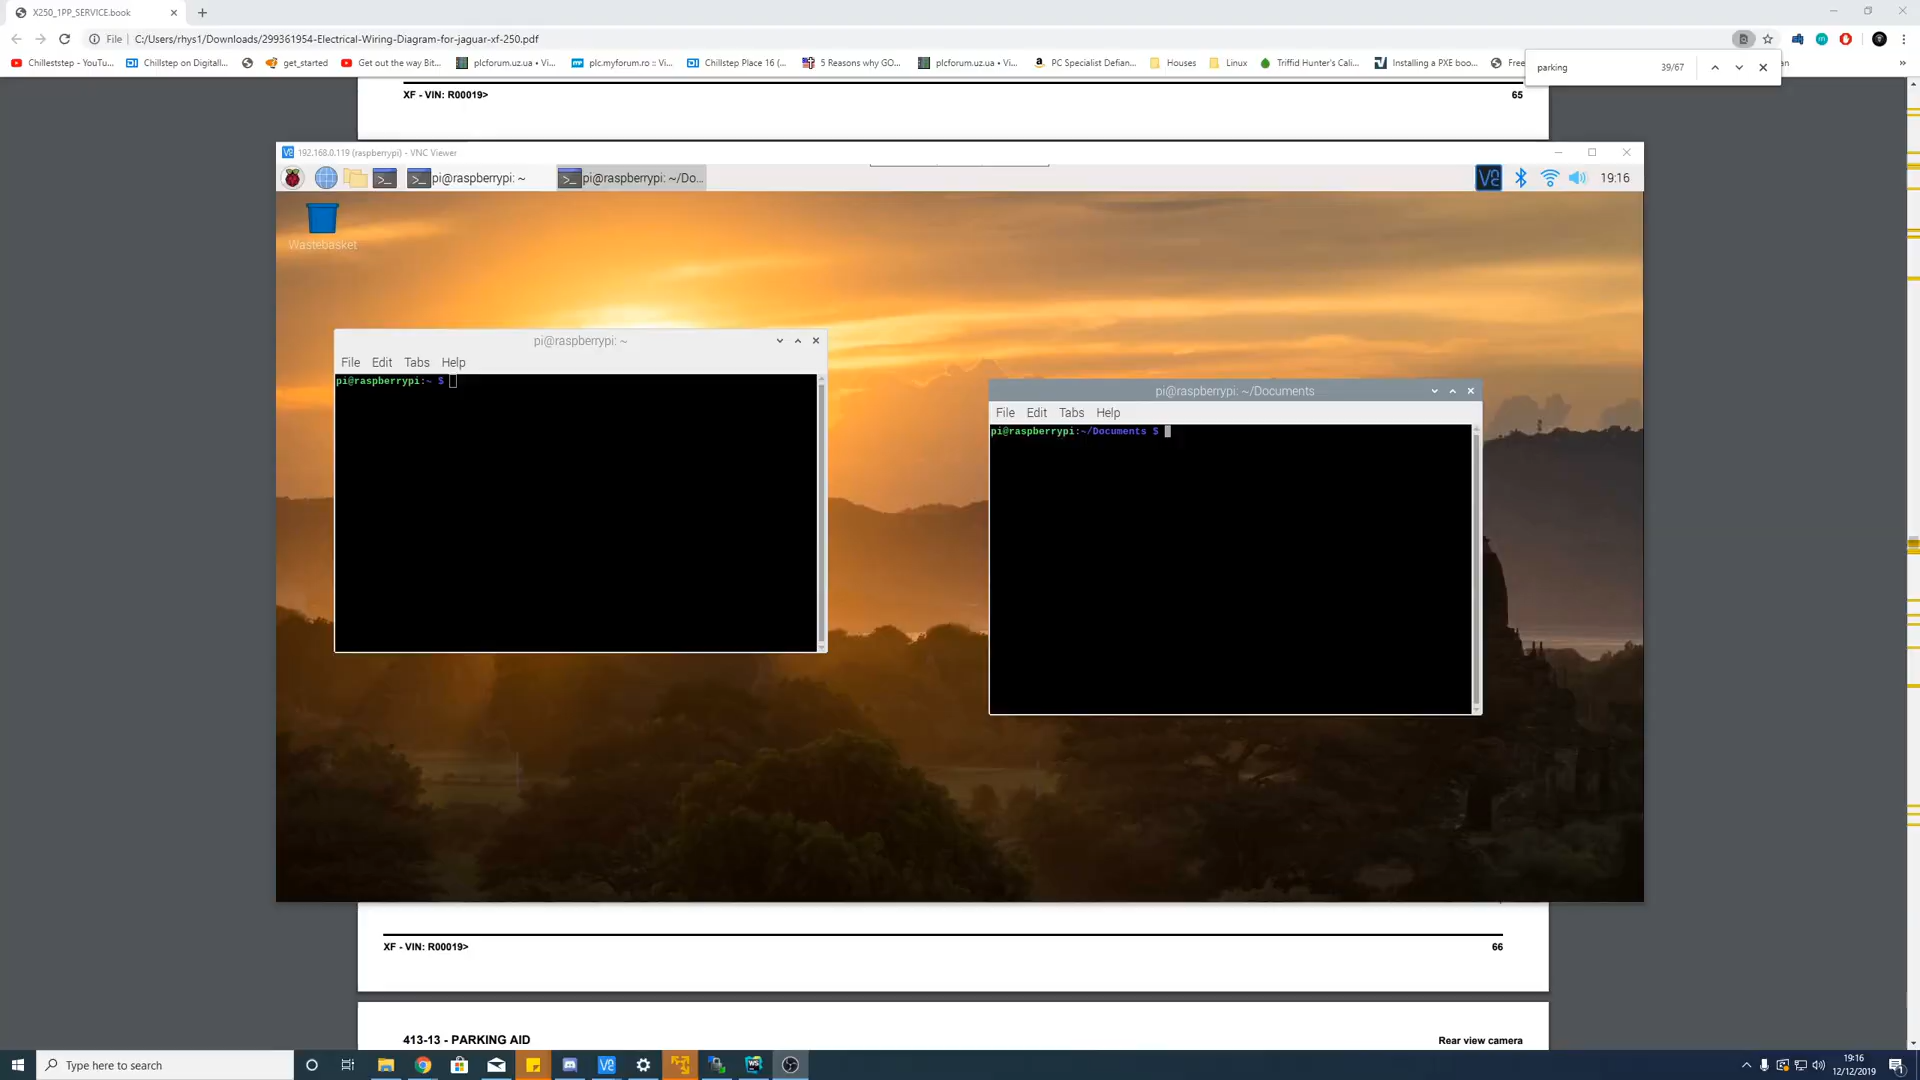 X250_1PP_SERVICE.book
File
C:/Users/rhys1/Downloads/299361954-Electrical-Wiring-Diagram-for-jaguar-xf-250.pdf
Chilleststep - YouTu...
Chillstep on Digitall...
get_started
Get out the way Bit...
plcforum.uz.ua • Vi...
plc.myforum.ro :: Vi...
Chillstep Place 16 (...
5 Reasons why GO...
plcforum.uz.ua • Vi...
PC Specialist Defian...
Houses
Linux
Triffid Hunter's Cali...
Installing a PXE boo...
parking
39/67
XF - VIN: R00019>
65
192.168.0.119 (raspberrypi) - VNC Viewer
pi@raspberrypi: ~
pi@raspberrypi: ~/Do...
19:16
Wastebasket
pi@raspberrypi: ~
File Edit Tabs Help
pi@raspberrypi:~ $
pi@raspberrypi: ~/Documents
File Edit Tabs Help
pi@raspberrypi:~/Documents $
XF - VIN: R00019>
66
413-13 - PARKING AID
Rear view camera
Type here to search
19:16
12/12/2019